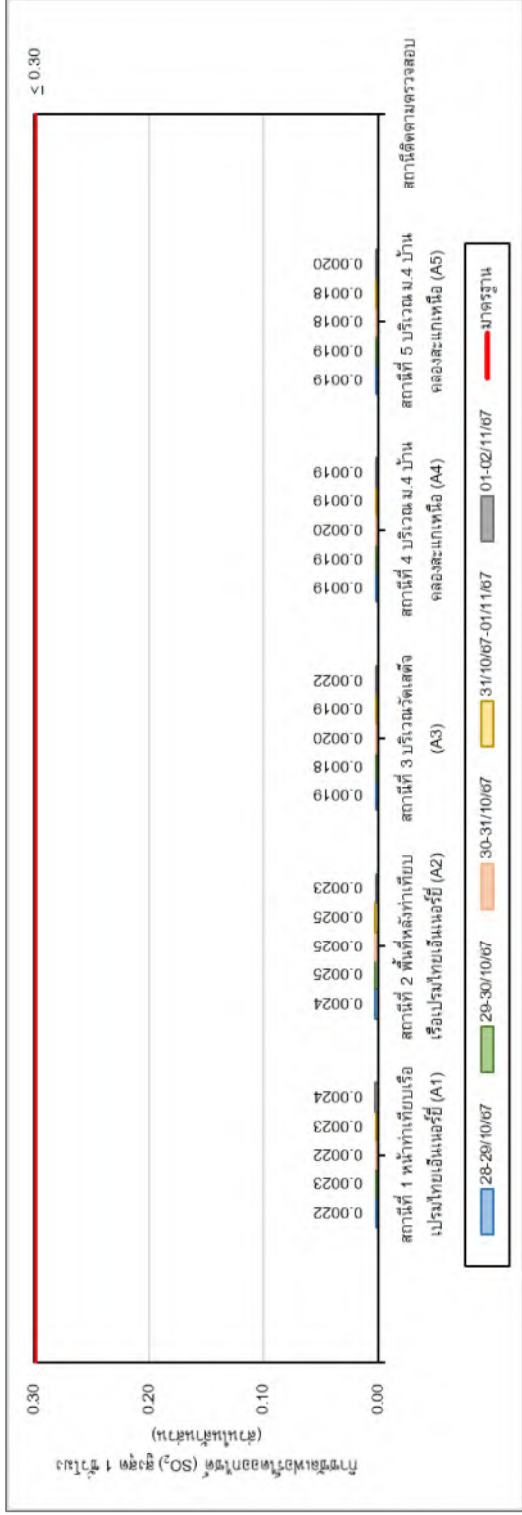 ก๊าซซัลเฟอร์ไดออกไซด์ (SO₂) สูงสุด 1 ชั่วโมง
(ส่วนในล้านส่วน)
≤ 0.30
0.30
0.20
0.10
0.00
0.0022 0.0023 0.0022 0.0023 0.0024
0.0024 0.0025 0.0025 0.0025 0.0023
0.0019 0.0018 0.0020 0.0019 0.0022
0.0019 0.0019 0.0020 0.0019 0.0019
0.0019 0.0019 0.0018 0.0018 0.0020
สถานีที่ 1 หน้าท่าเทียบเรือ
เปรมไทยเอ็นเนอร์ยี่ (A1)
สถานีที่ 2 พื้นที่หลังท่าเทียบ
เรือเปรมไทยเอ็นเนอร์ยี่ (A2)
สถานีที่ 3 บริเวณวัดเสด็จ
(A3)
สถานีที่ 4 บริเวณ ม.4 บ้าน
คลองสะแกเหนือ (A4)
สถานีที่ 5 บริเวณ ม.4 บ้าน
คลองสะแกเหนือ (A5)
สถานีติดตามตรวจสอบ
28-29/10/67 29-30/10/67 30-31/10/67 31/10/67-01/11/67 01-02/11/67 มาตรฐาน